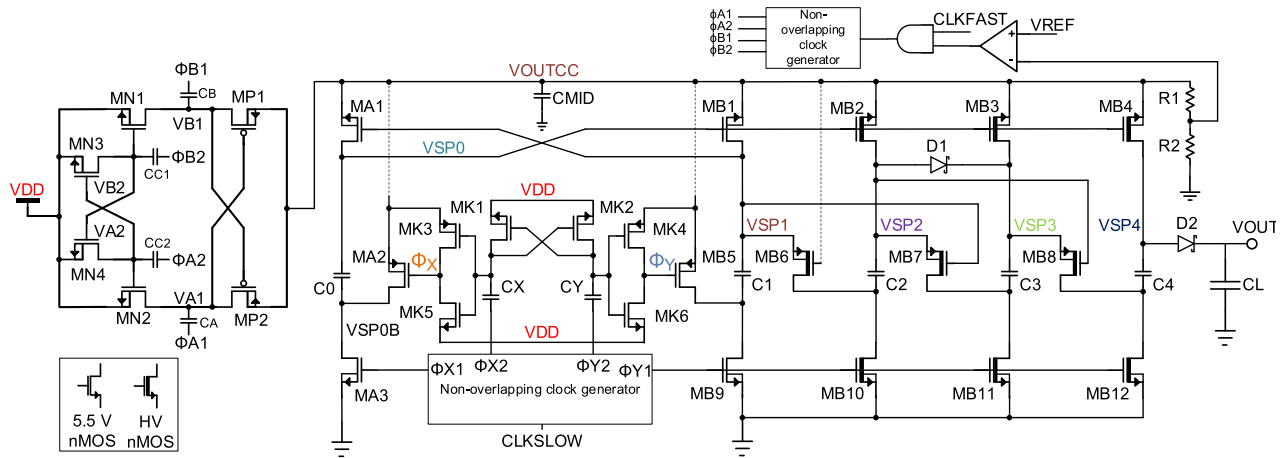 ϕA1
ϕA2
ϕB1
ϕB2
Non-
overlapping
clock
generator
CLKFAST
VREF
+
-
ΦB1
CB
MN1
VB1
MP1
MN3
ΦB2
CC1
VB2
VDD
VA2
CC2
ΦA2
MN4
VA1
MN2
CA
ΦA1
MP2
VOUTCC
CMID
MA1
MB1
MB2
MB3
MB4
R1
R2
VSP0
D1
VDD
MK1
MK2
MK3
MK4
MA2
ΦX
ΦY
MB5
VSP1
VSP2
VSP3
VSP4
D2
VOUT
MB6
MB7
MB8
C0
CX
CY
C1
C2
C3
C4
CL
MK5
MK6
VSP0B
VDD
ΦX1
ΦX2
ΦY2
ΦY1
Non-overlapping clock generator
CLKSLOW
MA3
MB9
MB10
MB11
MB12
5.5 V
nMOS
HV
nMOS